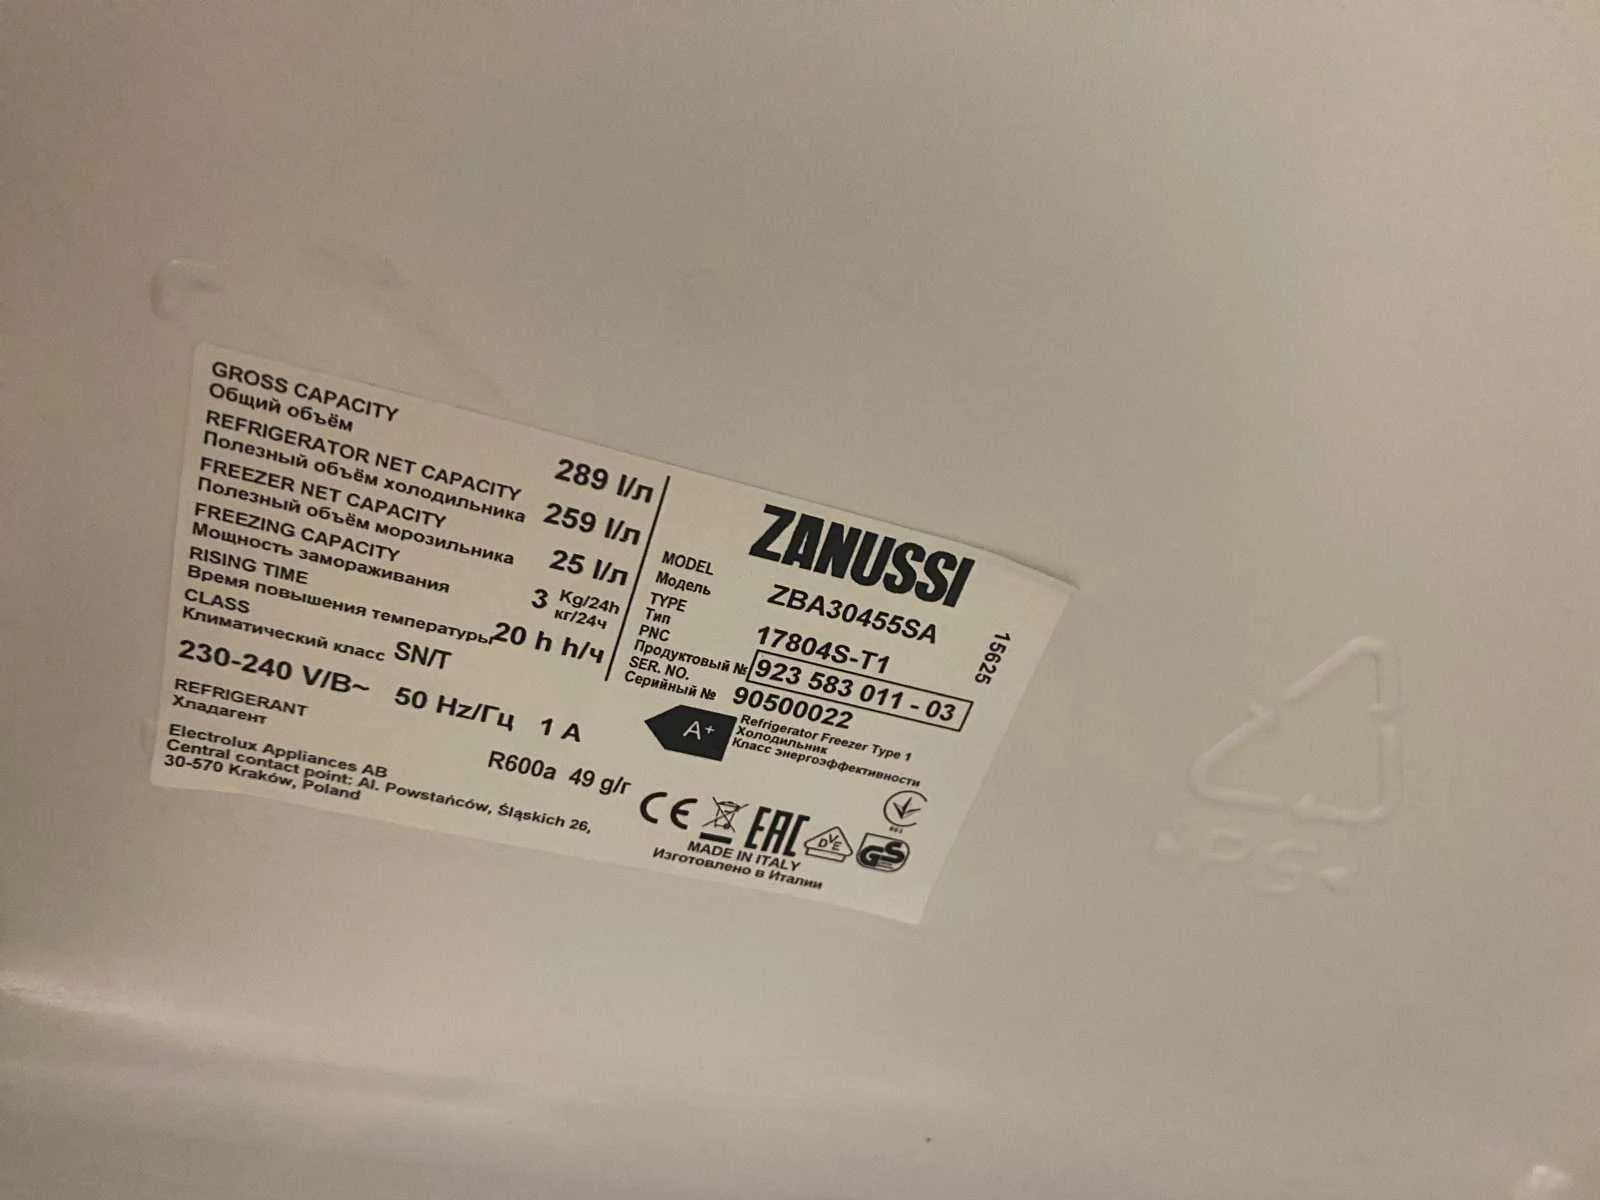 GROSS CAPACITY 289 l/л
Общий объём
REFRIGERATOR NET CAPACITY 259 l/л
Полезный объём холодильника
FREEZER NET CAPACITY 25 l/л
Полезный объём морозильника
FREEZING CAPACITY 3 Kg/24h
Мощность замораживания кг/24ч
RISING TIME 20 h h/ч
Время повышения температуры
CLASS SN/T
Климатический класс
230-240 V/В~ 50 Hz/Гц 1 A
REFRIGERANT R600a 49 g/г
Хладагент
Electrolux Appliances AB
Central contact point: Al. Powstańców, Śląskich 26,
30-570 Kraków, Poland
ZANUSSI
MODEL ZBA30455SA
Модель
TYPE 17804S-T1
Тип
PNC 923 583 011 - 03
Продуктовый №
SER. NO. 90500022
Серийный №
15625
A+ Refrigerator Freezer Type 1
Холодильник
Класс энергоэффективности
CE EAC DVE GS
MADE IN ITALY
Изготовлено в Италии
PS